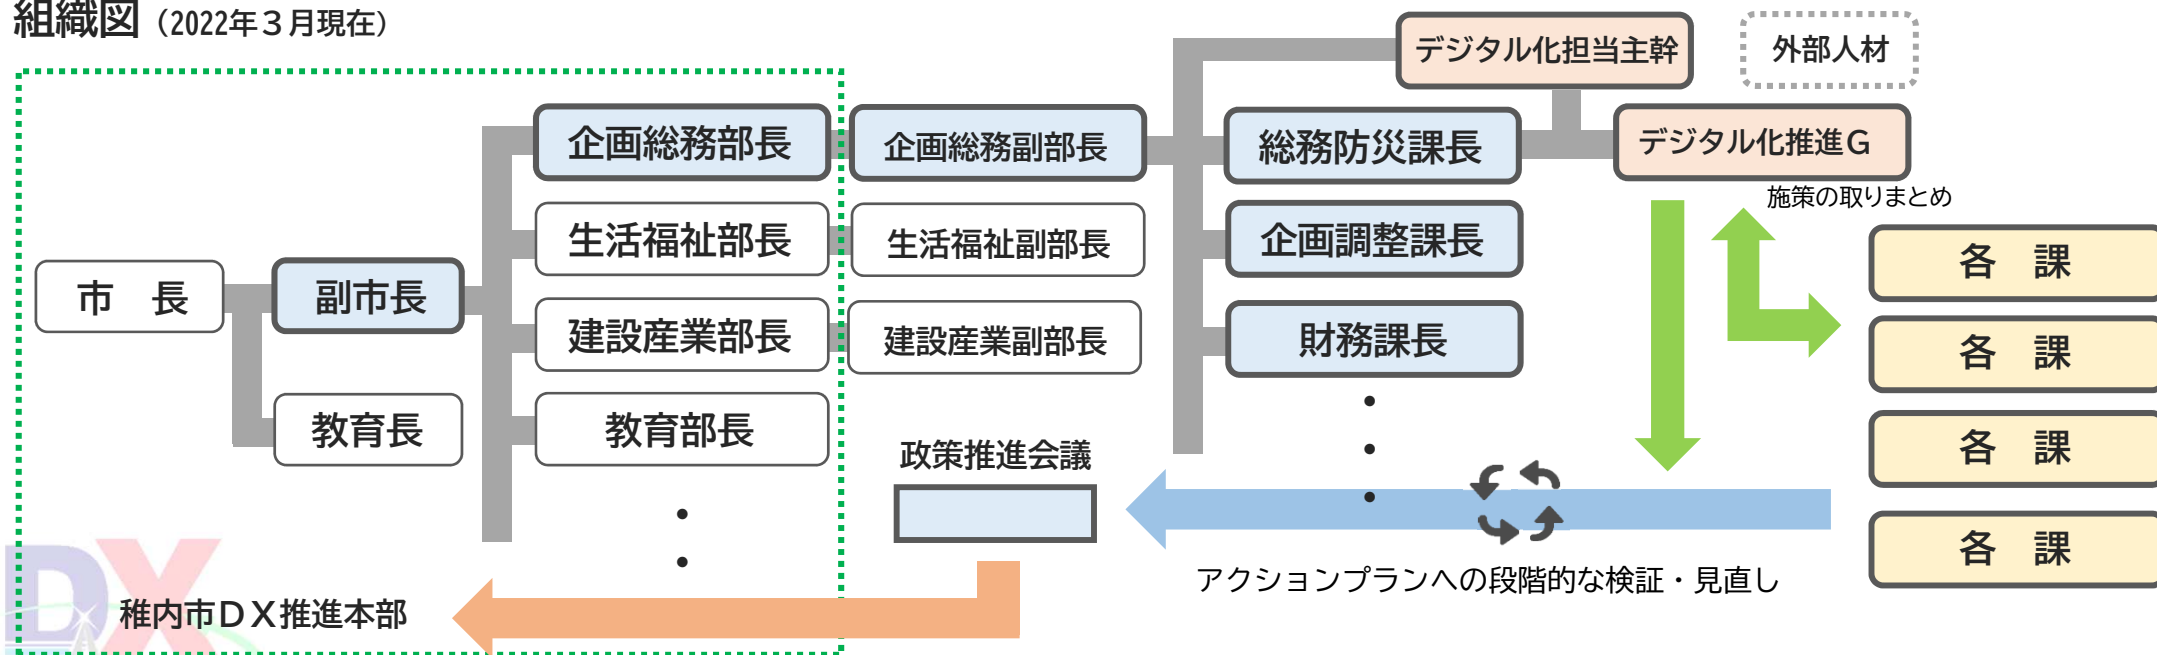 組織図（2022年３月現在）
デジタル化担当主幹
外部人材
企画総務部長
企画総務副部長
総務防災課長
デジタル化推進Ｇ
施策の取りまとめ
生活福祉部長
生活福祉副部長
企画調整課長
各　課
市　長
副市長
建設産業部長
建設産業副部長
財務課長
各　課
教育長
教育部長
・
・
・
政策推進会議
各　課
・
・
各　課
アクションプランへの段階的な検証・見直し
DX
稚内市ＤＸ推進本部